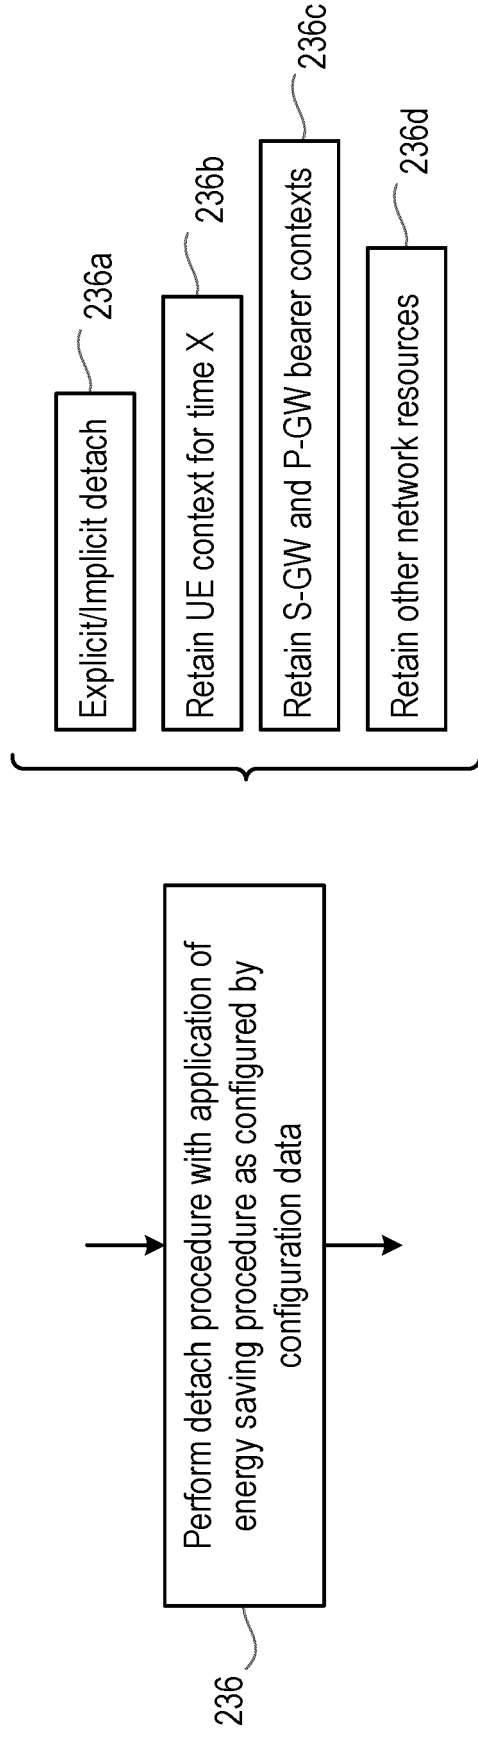 236
Perform detach procedure with application of
energy saving procedure as configured by
configuration data
Explicit/Implicit detach
236a
Retain UE context for time X
236b
Retain S-GW and P-GW bearer contexts
236c
Retain other network resources
236d